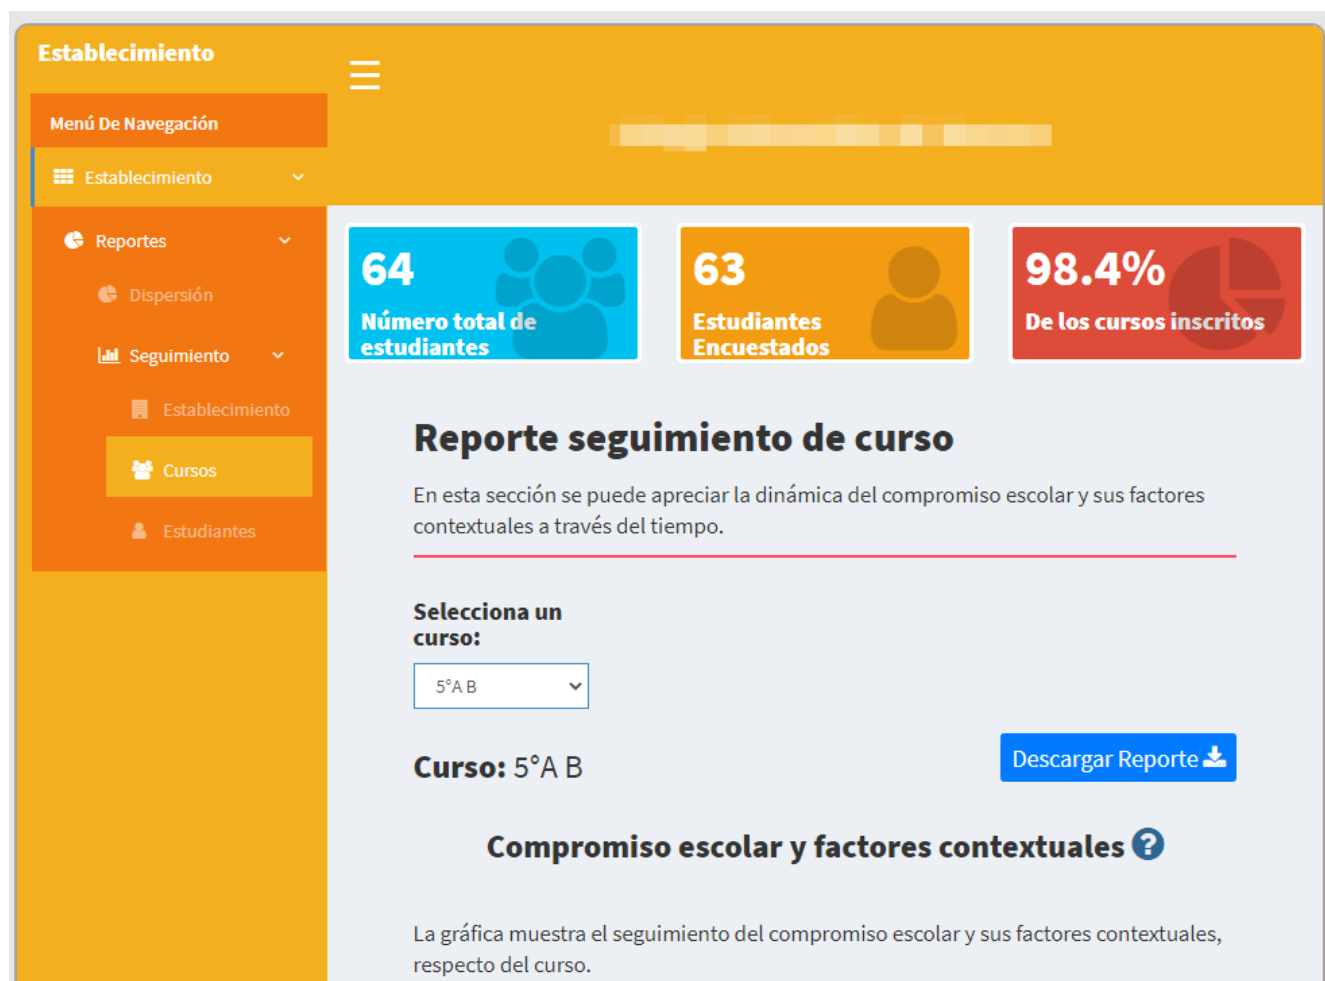 Establecimiento
Menú De Navegación
Establecimiento
Reportes
Dispersión
Seguimiento
Establecimiento
Cursos
Estudiantes
64
Número total de
estudiantes
63
Estudiantes
Encuestados
98.4%
De los cursos inscritos
Reporte seguimiento de curso
En esta sección se puede apreciar la dinámica del compromiso escolar y sus factores
contextuales a través del tiempo.
Selecciona un
curso:
5°A B
Curso: 5°A B
Descargar Reporte
Compromiso escolar y factores contextuales ?
La gráfica muestra el seguimiento del compromiso escolar y sus factores contextuales,
respecto del curso.